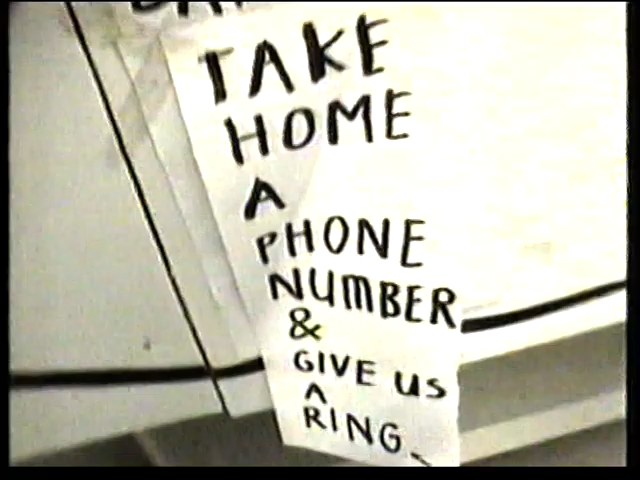 TAKE
HOME
A
PHONE
NUMBER
&
GIVE US
A
RING